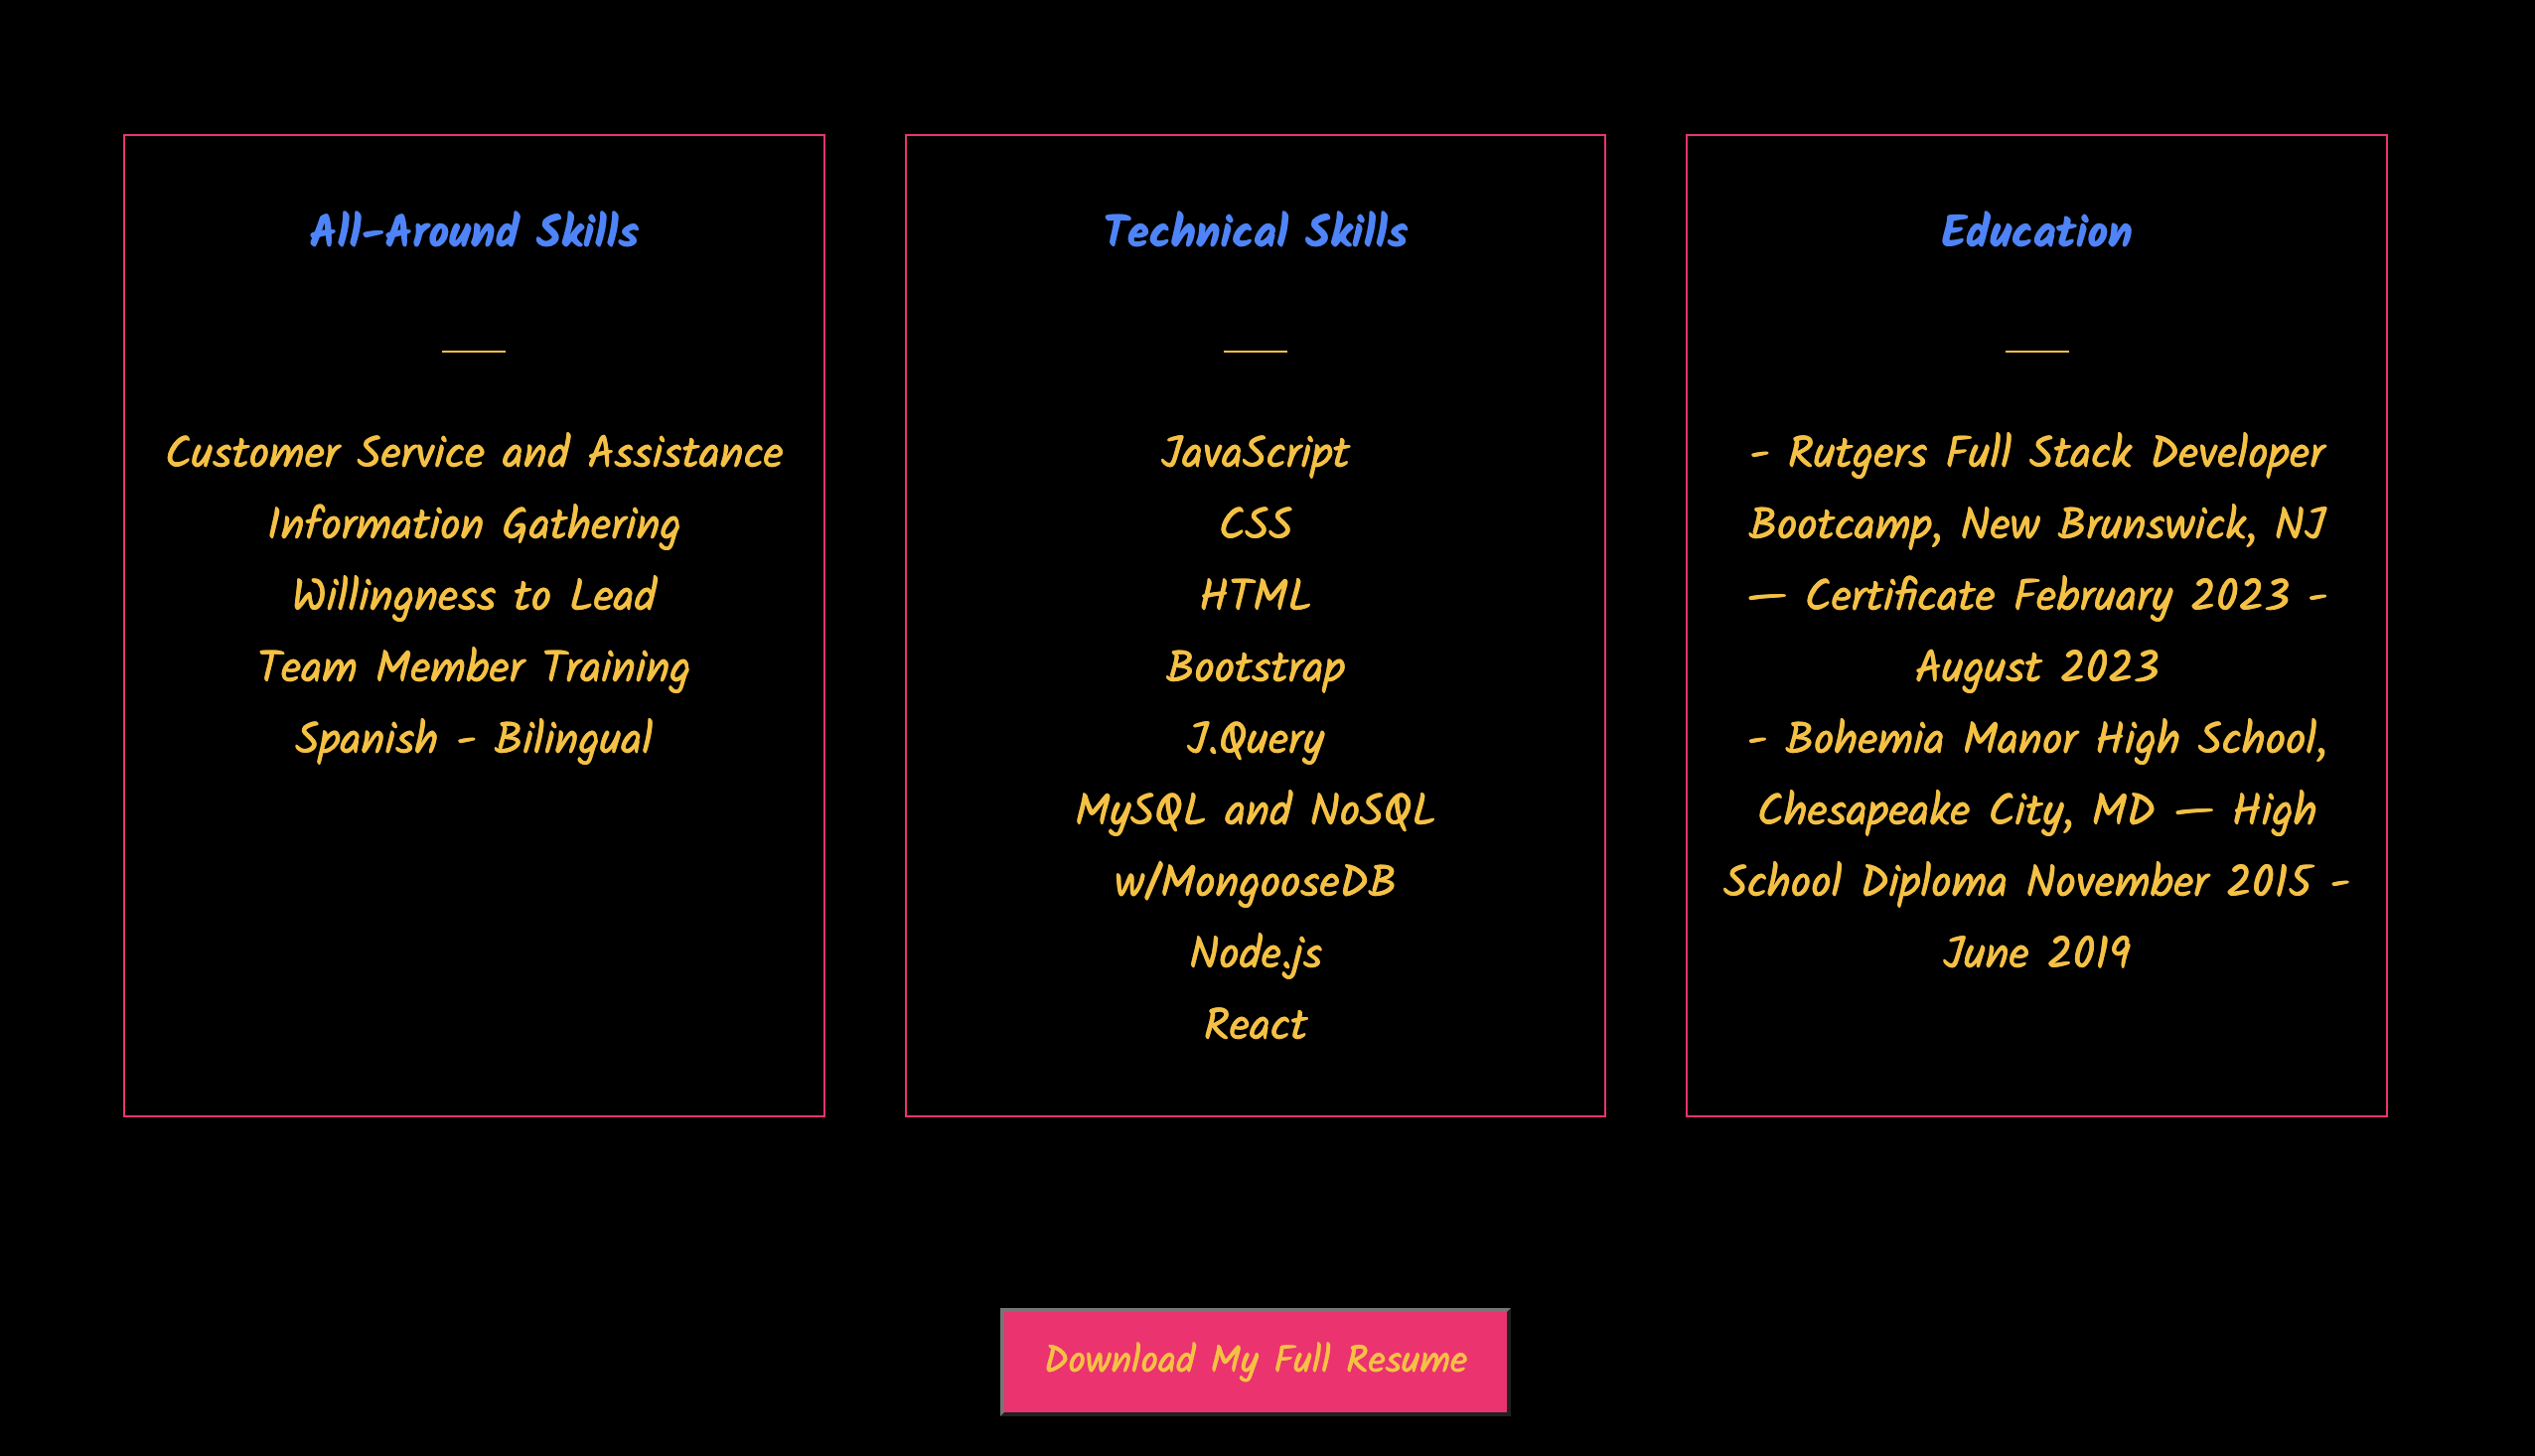 All-Around Skills
Customer Service and Assistance
Information Gathering
Willingness to Lead
Team Member Training
Spanish - Bilingual
Technical Skills
JavaScript
CSS
HTML
Bootstrap
J.Query
MySQL and NoSQL
w/MongooseDB
Node.js
React
Education
- Rutgers Full Stack Developer
Bootcamp, New Brunswick, NJ
— Certificate February 2023 -
August 2023
- Bohemia Manor High School,
Chesapeake City, MD — High
School Diploma November 2015 -
June 2019
Download My Full Resume